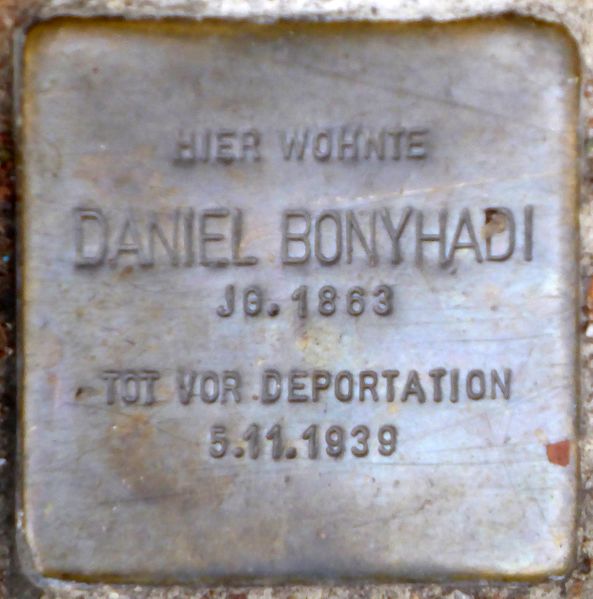 HIER WOHNTE
DANIEL BONYHADI
JG. 1863
TOT VOR DEPORTATION
5.11.1939